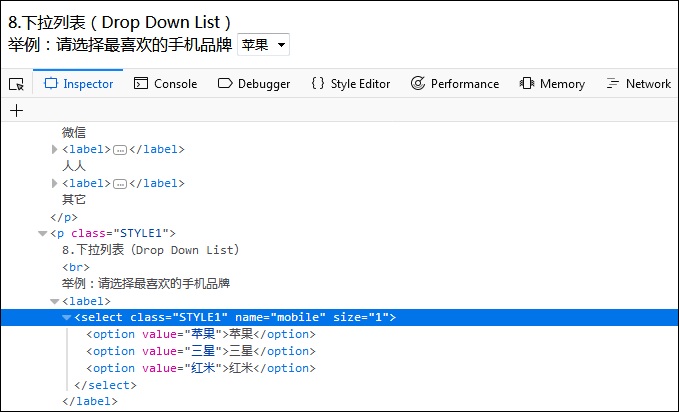 8.下拉列表（Drop Down List）
举例：请选择最喜欢的手机品牌 苹果
Inspector Console Debugger {} Style Editor Performance Memory Network
+
微信
<label>…</label>
人人
<label>…</label>
其它
</p>
<p class="STYLE1">
8.下拉列表（Drop Down List）
<br>
举例：请选择最喜欢的手机品牌
<label>
<select class="STYLE1" name="mobile" size="1">
<option value="苹果">苹果</option>
<option value="三星">三星</option>
<option value="红米">红米</option>
</select>
</label>